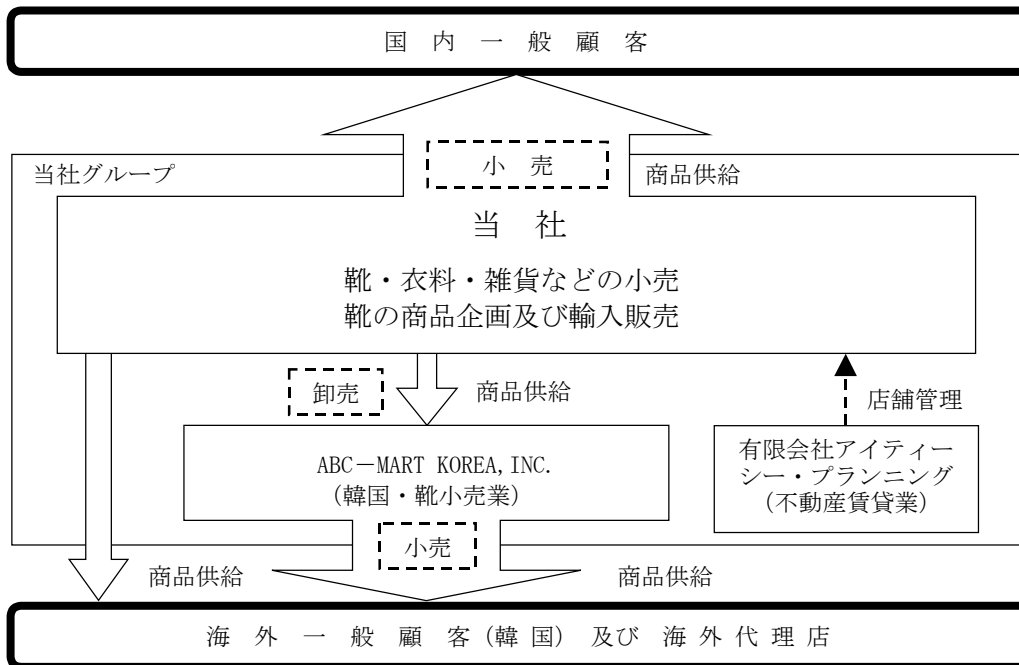 国 内 一 般 顧 客
小 売
当社グループ
商品供給
当 社
靴・衣料・雑貨などの小売
靴の商品企画及び輸入販売
卸売
商品供給
店舗管理
ABC－MART KOREA,INC.
(韓国・靴小売業)
有限会社アイティー
シー・プランニング
(不動産賃貸業)
小売
商品供給
商品供給
海 外 一 般 顧 客 (韓 国) 及 び 海 外 代 理 店